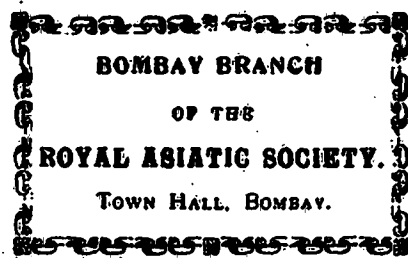 BOMBAY BRANCH
OF THE
ROYAL ASIATIC SOCIETY.
TOWN HALL, BOMBAY.